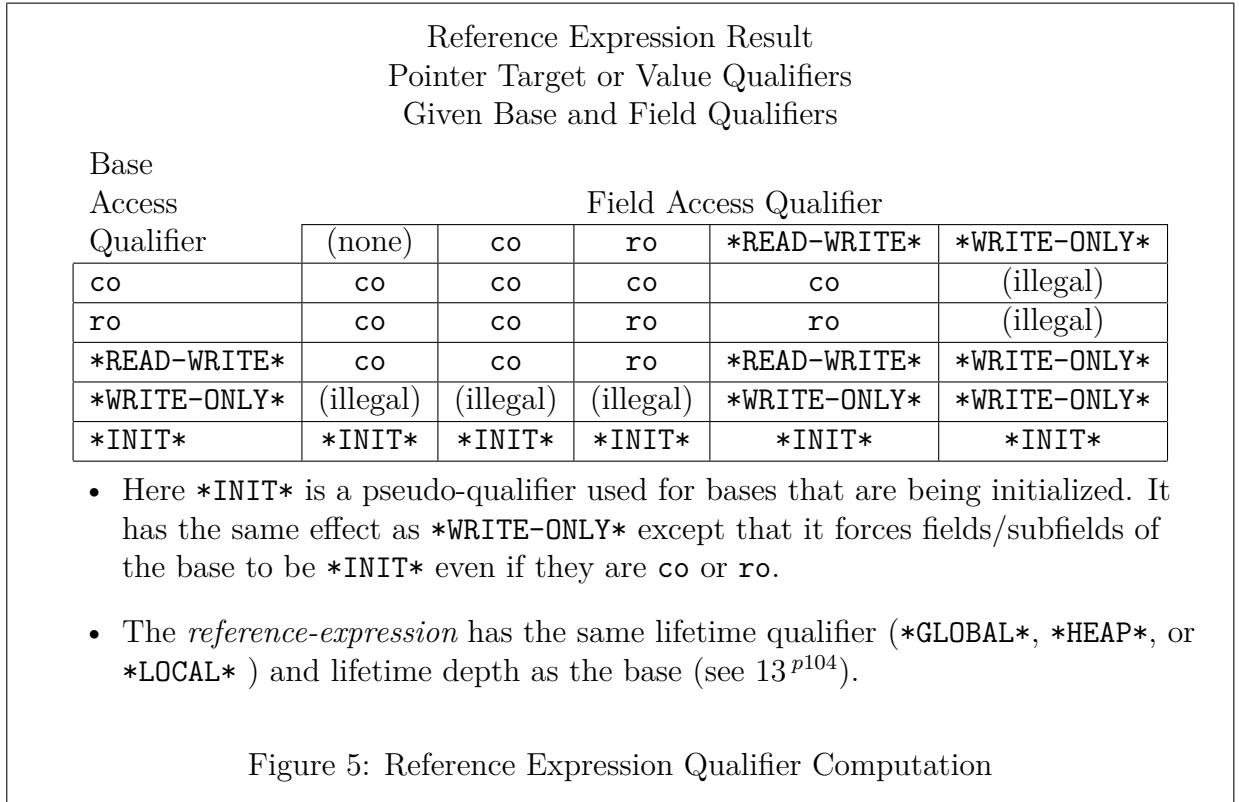 Reference Expression Result
Pointer Target or Value Qualifiers
Given Base and Field Qualifiers
Base
Access Field Access Qualifier
Qualifier (none) co ro *READ-WRITE* *WRITE-ONLY*
co co co co co (illegal)
ro co co ro ro (illegal)
*READ-WRITE* co co ro *READ-WRITE* *WRITE-ONLY*
*WRITE-ONLY* (illegal) (illegal) (illegal) *WRITE-ONLY* *WRITE-ONLY*
*INIT* *INIT* *INIT* *INIT* *INIT* *INIT*
• Here *INIT* is a pseudo-qualifier used for bases that are being initialized. It
has the same effect as *WRITE-ONLY* except that it forces fields/subfields of
the base to be *INIT* even if they are co or ro.
• The reference-expression has the same lifetime qualifier (*GLOBAL*, *HEAP*, or
*LOCAL* ) and lifetime depth as the base (see 13 p104).
Figure 5: Reference Expression Qualifier Computation